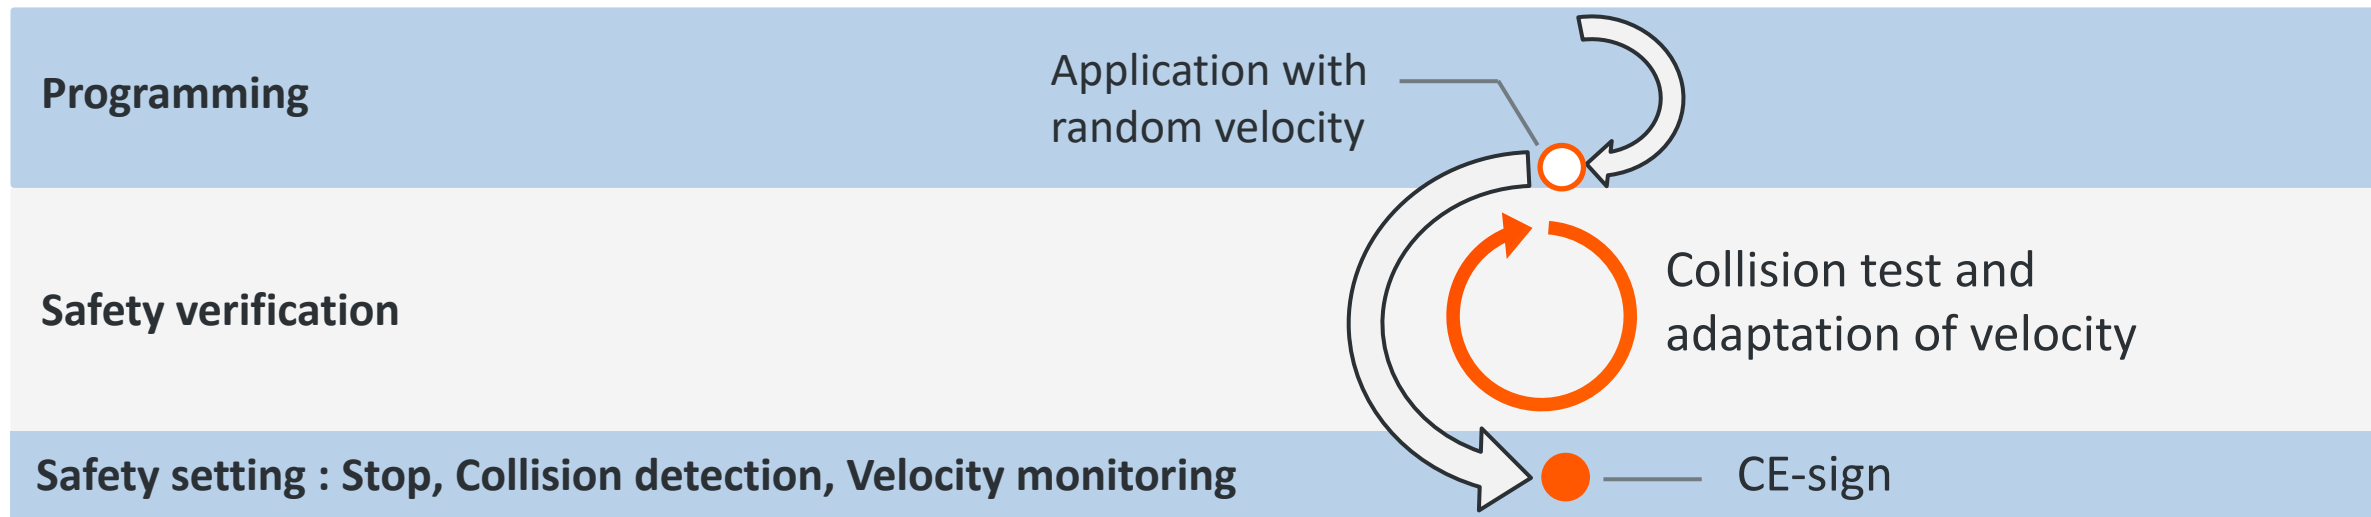 Programming
Application with
random velocity
Safety verification
Collision test and
adaptation of velocity
Safety setting : Stop, Collision detection, Velocity monitoring
CE-sign